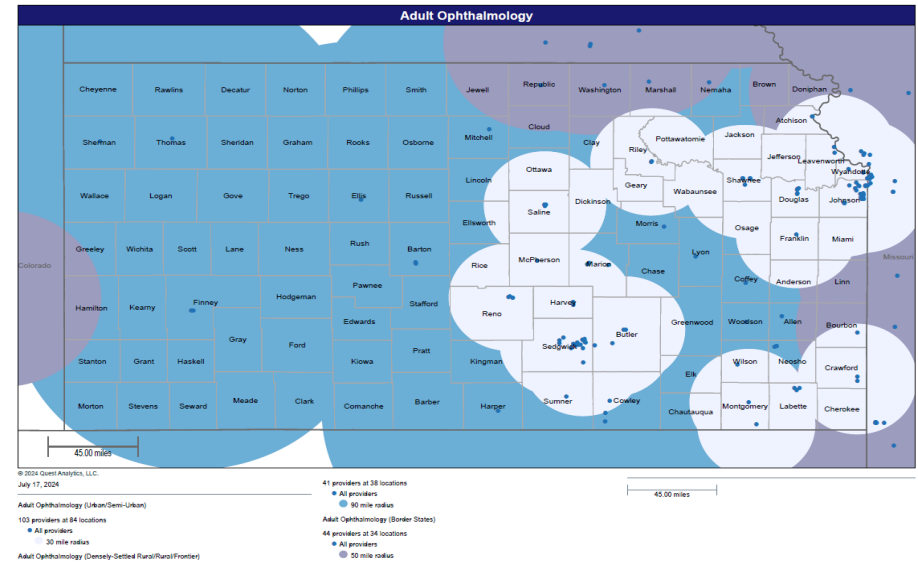 Adult Ophthalmology
Cheyenne Rawlins Decatur Norton Phillips Smith Jewell Republic Washington Marshall Nemaha Brown Doniphan
Atchison
Sherman Thomas Sheridan Graham Rooks Osborne Mitchell Cloud Clay Riley Pottawatomie Jackson
Jefferson Leavenworth
Wyandotte
Lincoln Ottawa Geary Wabaunsee Shawnee
Wallace Logan Gove Trego Ellis Russell Saline Dickinson Douglas Johnson
Ellsworth Morris Osage
Greeley Wichita Scott Lane Ness Rush Barton Rice McPherson Marion Chase Lyon Franklin Miami
Colorado Missouri
Pawnee Coffey Anderson Linn
Hamilton Kearny Finney Hodgeman Stafford Reno Harvey
Edwards Greenwood Woodson Allen Bourbon
Gray Ford Sedgwick Butler
Stanton Grant Haskell Kiowa Pratt Kingman Elk Wilson Neosho Crawford
Morton Stevens Seward Meade Clark Comanche Barber Harper Sumner Cowley Chautauqua Montgomery Labette Cherokee
45.00 miles
© 2024 Quest Analytics, LLC.
July 17, 2024
Adult Ophthalmology (Urban/Semi-Urban)
103 providers at 84 locations
All providers
30 mile radius
Adult Ophthalmology (Densely-Settled Rural/Rural/Frontier)
41 providers at 38 locations
All providers
90 mile radius
Adult Ophthalmology (Border States)
44 providers at 34 locations
All providers
50 mile radius
45.00 miles